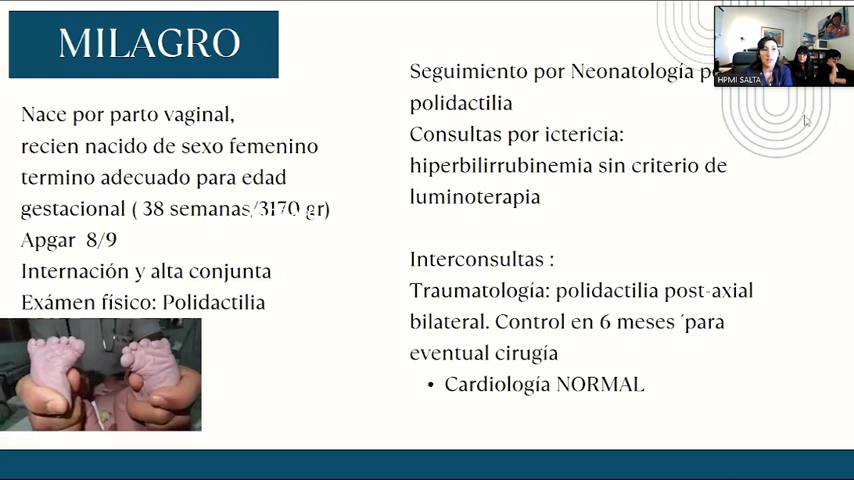 MILAGRO
Nace por parto vaginal,
recien nacido de sexo femenino
termino adecuado para edad
gestacional ( 38 semanas/3170 gr)
Apgar 8/9
Internación y alta conjunta
Exámen físico: Polidactilia
Seguimiento por Neonatología
polidactilia
Consultas por ictericia:
hiperbilirrubinemia sin criterio de
luminoterapia
Interconsultas :
Traumatología: polidactilia post-axial
bilateral. Control en 6 meses ´para
eventual cirugía
• Cardiología NORMAL
HPMI SALTA